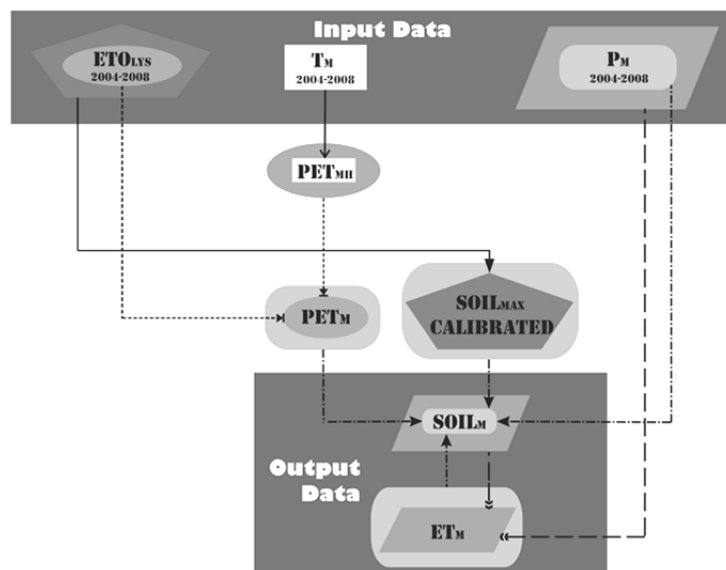 Input Data
ETOLYS
2004-2008
TM
2004-2008
PM
2004-2008
PETMH
PETM
SOILMAX
CALIBRATED
SOILM
Output
Data
ETM